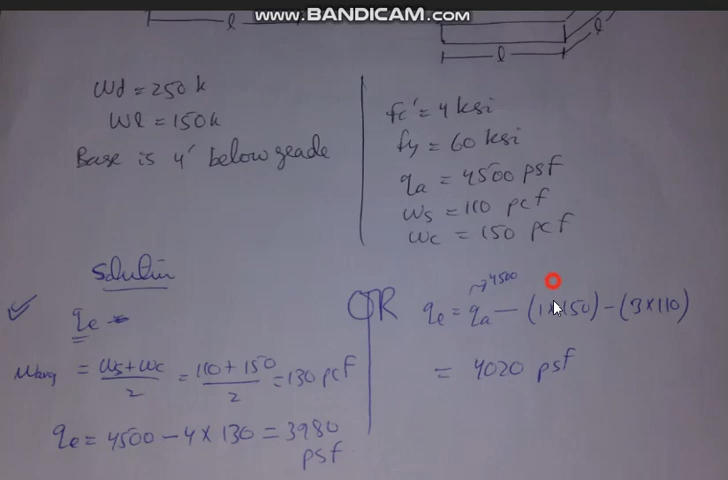 www.BANDICAM.com
l
l
l
Wd = 250 k
Wl = 150k
Base is 4' below grade
fc' = 4 ksi
fy = 60 ksi
qa = 4500 psf
Ws = 110 pcf
Wc = 150 pcf
Solution
qe
Wavg = Ws+Wc / 2 = 110+150 / 2 = 130 pcf
qe = 4500 - 4 x 130 = 3980
psf
OR
→ 4500
qe = qa - (1 x 150) - (3 x 110)
= 4020 psf